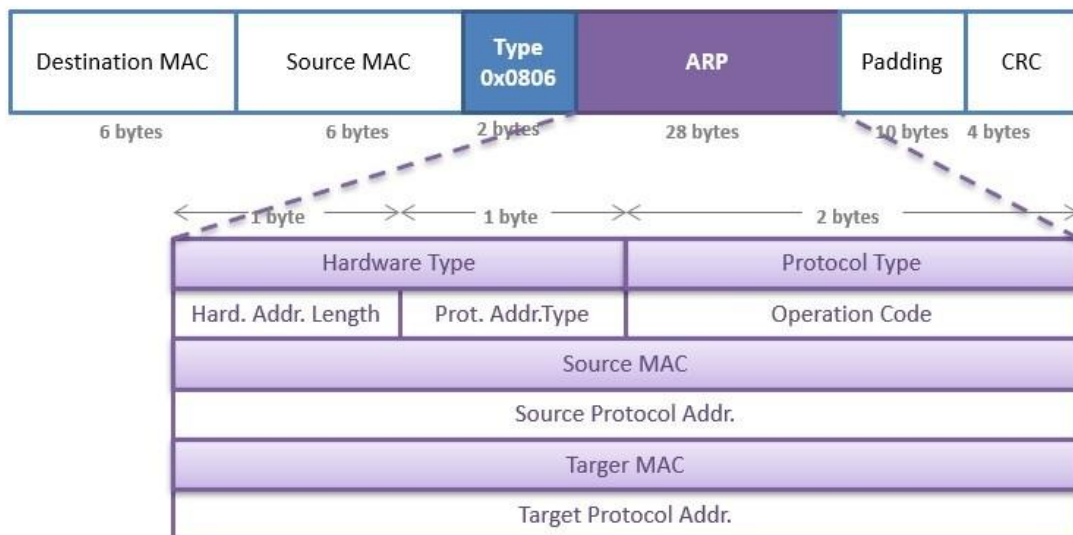 Destination MAC
Source MAC
Type
0x0806
ARP
Padding
CRC
6 bytes
6 bytes
2 bytes
28 bytes
10 bytes
4 bytes
1 byte
1 byte
2 bytes
Hardware Type
Protocol Type
Hard. Addr. Length
Prot. Addr.Type
Operation Code
Source MAC
Source Protocol Addr.
Targer MAC
Target Protocol Addr.